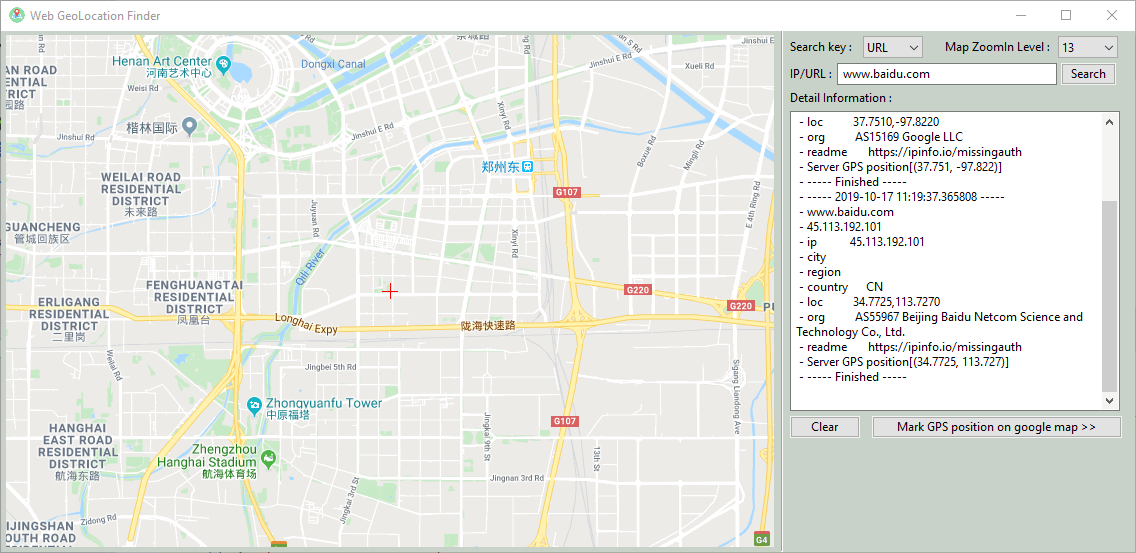 Web GeoLocation Finder
Search key :
URL
Map ZoomIn Level :
13
IP/URL :
www.baidu.com
Search
Detail Information :
- loc 37.7510,-97.8220
- org AS15169 Google LLC
- readme https://ipinfo.io/missingauth
- Server GPS position[(37.751, -97.822)]
- ----- Finished -----
- ----- 2019-10-17 11:19:37.365808 -----
- www.baidu.com
- 45.113.192.101
- ip 45.113.192.101
- city
- region
- country CN
- loc 34.7725,113.7270
- org AS55967 Beijing Baidu Netcom Science and
Technology Co., Ltd.
- readme https://ipinfo.io/missingauth
- Server GPS position[(34.7725, 113.727)]
- ----- Finished -----
Clear
Mark GPS position on google map >>
Jinshui E Rd
Henan Art Center
河南艺术中心
Dongxi Canal
Xueli Rd
AN ROAD
IDENTIAL
DISTRICT
Weisi Rd
Xinyi Rd
楷林国际
Jinshui E Rd
Jinshui E Rd
Boxue Rd
Mingli Rd
郑州东
WEILAI ROAD
RESIDENTIAL
DISTRICT
未来路
G107
E 4th Ring Rd
Juyuan Rd
GUANCHENG
管城回族区
Xinyi Rd
Qili River
FENGHUANGTAI
RESIDENTIAL
DISTRICT
凤凰台
G220
G220
ERLIGANG
RESIDENTIAL
DISTRICT
二里岗
Longhai Expy
陇海快速路
Weilai Rd
Jingbei 5th Rd
Sigang Liandong Ave
Zhongyuanfu Tower
中原福塔
Jingkai 9th St
G107
HANGHAI
EAST ROAD
RESIDENTIAL
DISTRICT
航海东路
Zhengzhou
Hanghai Stadium
航海体育场
13th St
Jingnan 3rd Rd
Jingkai 3rd St
Zidong Rd
IJINGSHAN
OUTH ROAD
RESIDENTIAL
G4